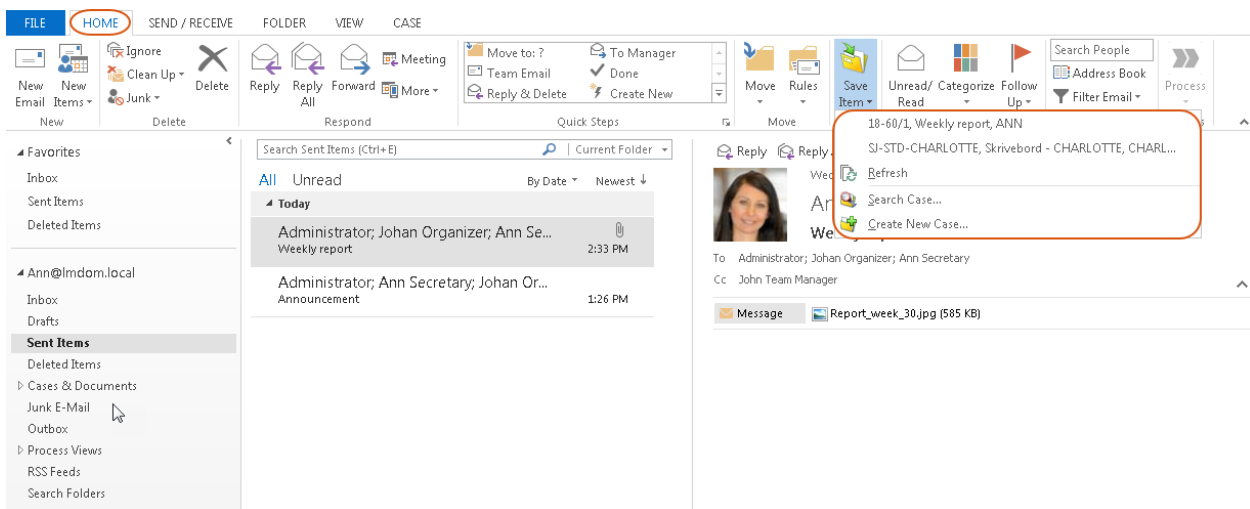 FILE HOME SEND / RECEIVE FOLDER VIEW CASE
New Email
New Items
Ignore
Clean Up
Junk
Delete
New
Delete
Reply
Reply All
Forward
Meeting
More
Respond
Move to: ?
Team Email
Reply & Delete
To Manager
Done
Create New
Quick Steps
Move
Rules
Move
Save Item
Unread/ Read
Categorize
Follow Up
Search People
Address Book
Filter Email
Process
18-60/1, Weekly report, ANN
SJ-STD-CHARLOTTE, Skrivebord - CHARLOTTE, CHARL...
Refresh
Search Case...
Create New Case...
Favorites
Inbox
Sent Items
Deleted Items
Ann@lmdom.local
Inbox
Drafts
Sent Items
Deleted Items
Cases & Documents
Junk E-Mail
Outbox
Process Views
RSS Feeds
Search Folders
Search Sent Items (Ctrl+E) Current Folder
All Unread By Date Newest
Today
Administrator; Johan Organizer; Ann Se...
Weekly report 2:33 PM
Administrator; Ann Secretary; Johan Or...
Announcement 1:26 PM
Reply Reply
To Administrator; Johan Organizer; Ann Secretary
Cc John Team Manager
Message Report_week_30.jpg (585 KB)